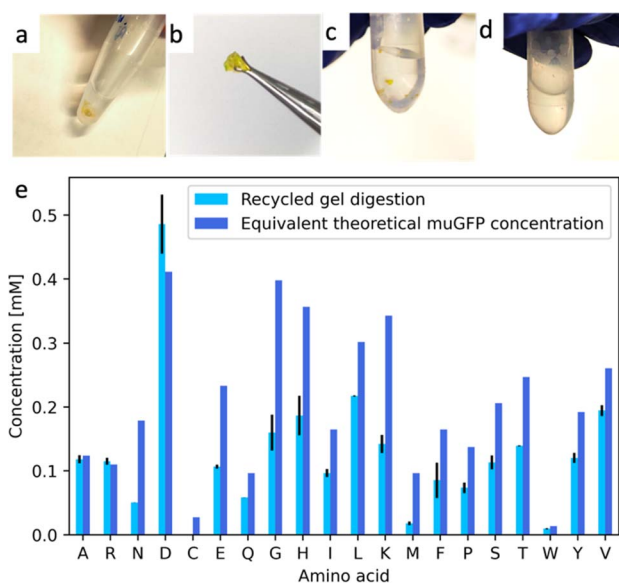 a
b
c
d
e
Recycled gel digestion
Equivalent theoretical muGFP concentration
Concentration [mM]
0.5
0.4
0.3
0.2
0.1
0.0
A R N D C E Q G H I L K M F P S T W Y V
Amino acid